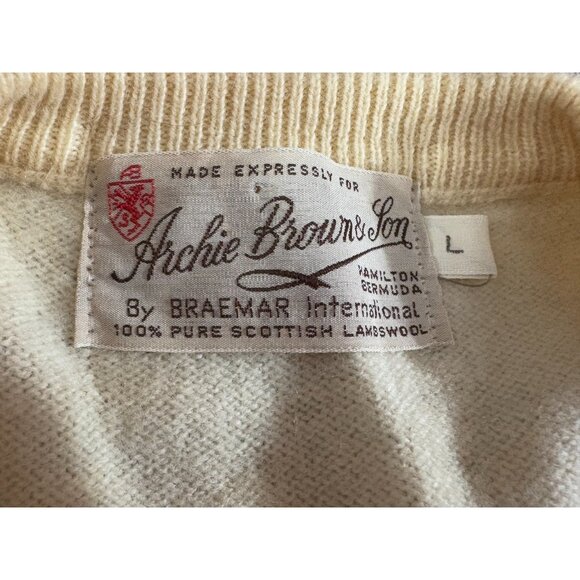 MADE EXPRESSLY FOR
Archie Brown & Son
HAMILTON
BERMUDA
By BRAEMAR International
100% PURE SCOTTISH LAMBSWOOL
L